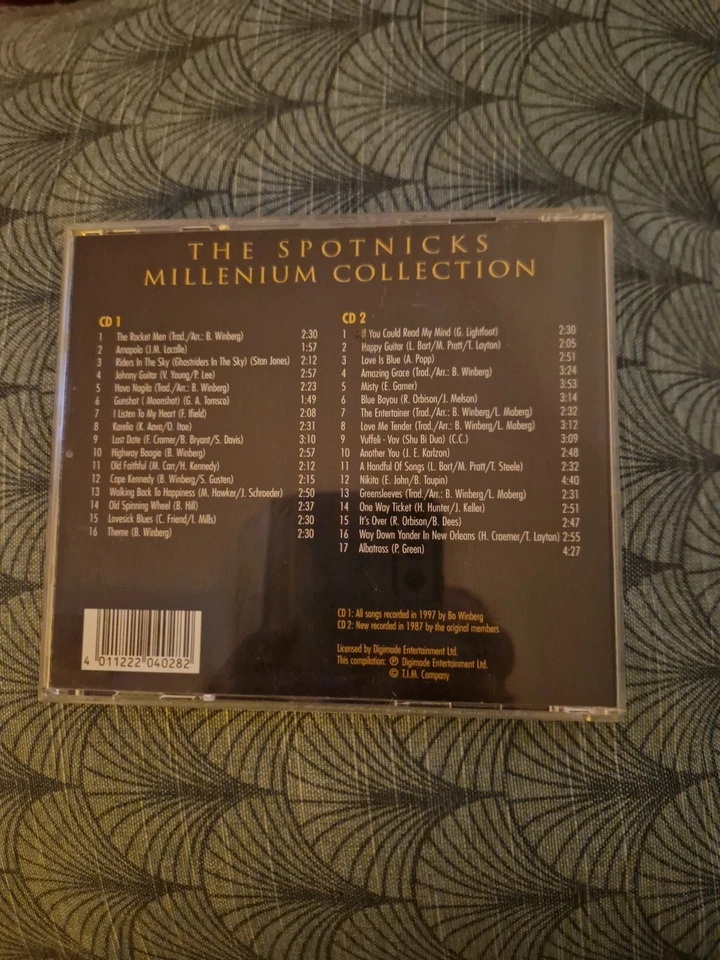 THE SPOTNICKS
MILLENIUM COLLECTION
CD 1
1 The Rocket Men (Trad./Arr.: B. Winberg) 2:30
2 Amapola (J.M. Lacalle) 1:57
3 Riders In The Sky (Ghostriders In The Sky) (Stan Jones) 2:12
4 Johnny Guitar (V. Young/P. Lee) 2:57
5 Hava Nagila (Trad./Arr.: B. Winberg) 2:23
6 Gunshot ( Moonshot) (G. A. Tomsco) 1:49
7 I Listen To My Heart (F. Ifield) 2:08
8 Karelia (K. Aava/O. Itae) 2:31
9 Last Date (F. Cramer/B. Bryant/S. Davis) 3:10
10 Highway Boogie (B. Winberg) 2:57
11 Old Faithful (M. Carr/H. Kennedy) 2:12
12 Cape Kennedy (B. Winberg/S. Gusten) 2:15
13 Walking Back To Happiness (M. Hawker/J. Schroeder) 2:50
14 Old Spinning Wheel (B. Hill) 2:37
15 Lovesick Blues (C. Friend/I. Mills) 2:30
16 Theme (B. Winberg) 2:30
CD 2
1 You Could Read My Mind (G. Lightfoot) 2:30
2 Happy Guitar (L. Bart/M. Pratt/T. Layton) 2:05
3 Love Is Blue (A. Popp) 2:51
4 Amazing Grace (Trad./Arr.: B. Winberg) 3:24
5 Misty (E. Garner) 3:53
6 Blue Bayou (R. Orbison/J. Melson) 3:14
7 The Entertainer (Trad./Arr.: B. Winberg/L. Moberg) 2:32
8 Love Me Tender (Trad./Arr.: B. Winberg/L. Moberg) 3:12
9 Vuffeli - Vov (Shu Bi Dua) (C.C.) 3:09
10 Another You (J. E. Karlzon) 2:48
11 A Handful Of Songs (L. Bart/M. Pratt/T. Steele) 2:32
12 Nikita (E. John/B. Taupin) 4:40
13 Greensleeves (Trad./Arr.: B. Winberg/L. Moberg) 2:31
14 One Way Ticket (H. Hunter/J. Keller) 2:51
15 It's Over (R. Orbison/B. Dees) 2:47
16 Way Down Yonder In New Orleans (H. Craemer/T. Layton) 2:55
17 Albatross (P. Green) 4:27
CD 1: All songs recorded in 1997 by Bo Winberg
CD 2: New recorded in 1987 by the original members
Licensed by Digimode Entertainment Ltd.
This compilation: ℗ Digimode Entertainment Ltd.
© T.I.M. Company
4 011222 040282